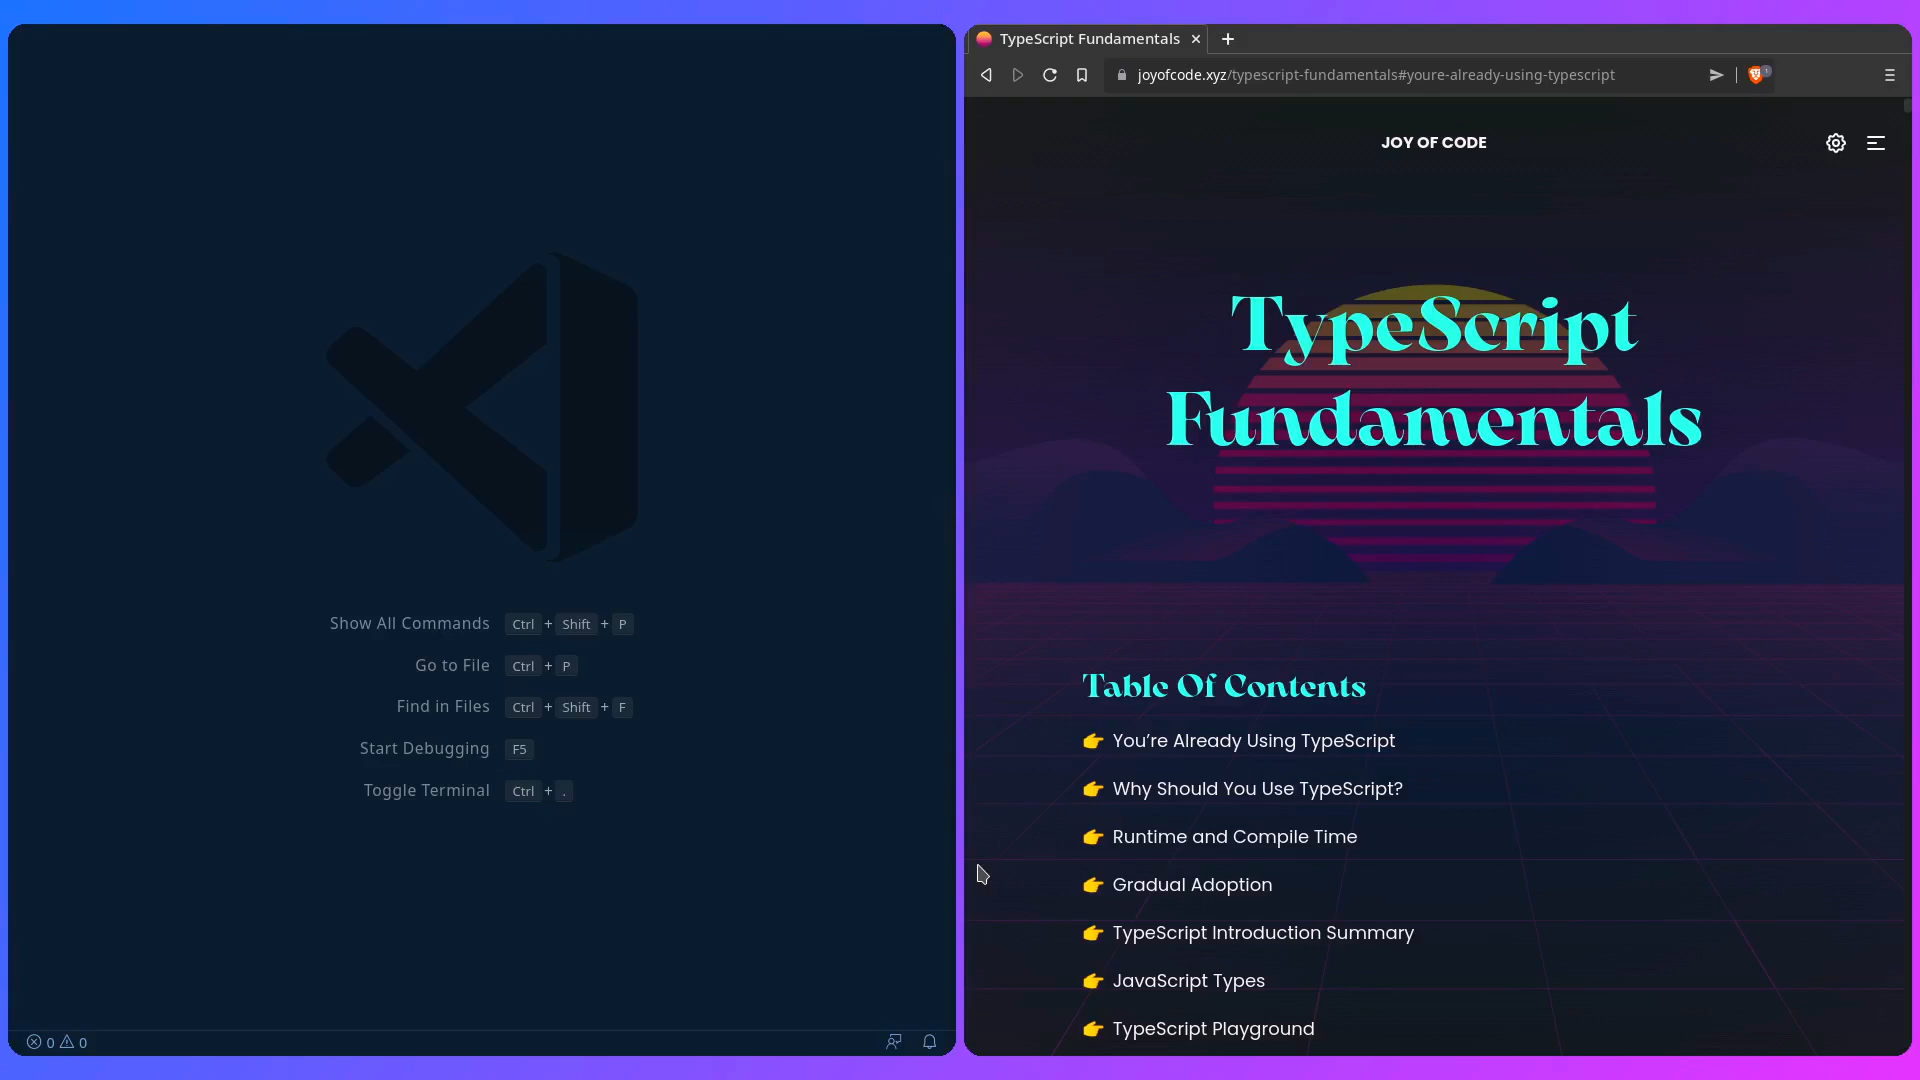 Show All Commands Ctrl + Shift + P
Go to File Ctrl + P
Find in Files Ctrl + Shift + F
Start Debugging F5
Toggle Terminal Ctrl + .
0 0
TypeScript Fundamentals
joyofcode.xyz/typescript-fundamentals#youre-already-using-typescript
1
JOY OF CODE
TypeScript
Fundamentals
Table Of Contents
👉 You’re Already Using TypeScript
👉 Why Should You Use TypeScript?
👉 Runtime and Compile Time
👉 Gradual Adoption
👉 TypeScript Introduction Summary
👉 JavaScript Types
👉 TypeScript Playground